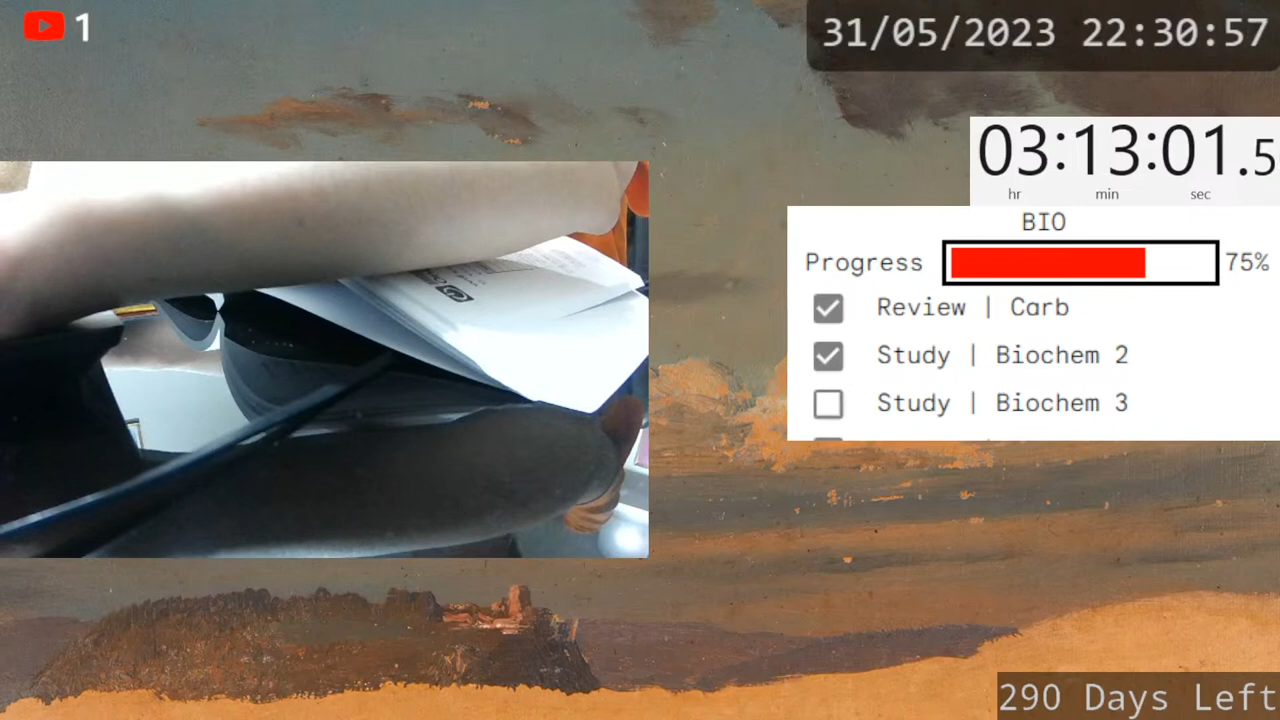 1
31/05/2023 22:30:57
03:13:01.5
hr min sec
BIO
Progress 75%
Review | Carb
Study | Biochem 2
Study | Biochem 3
290 Days Left